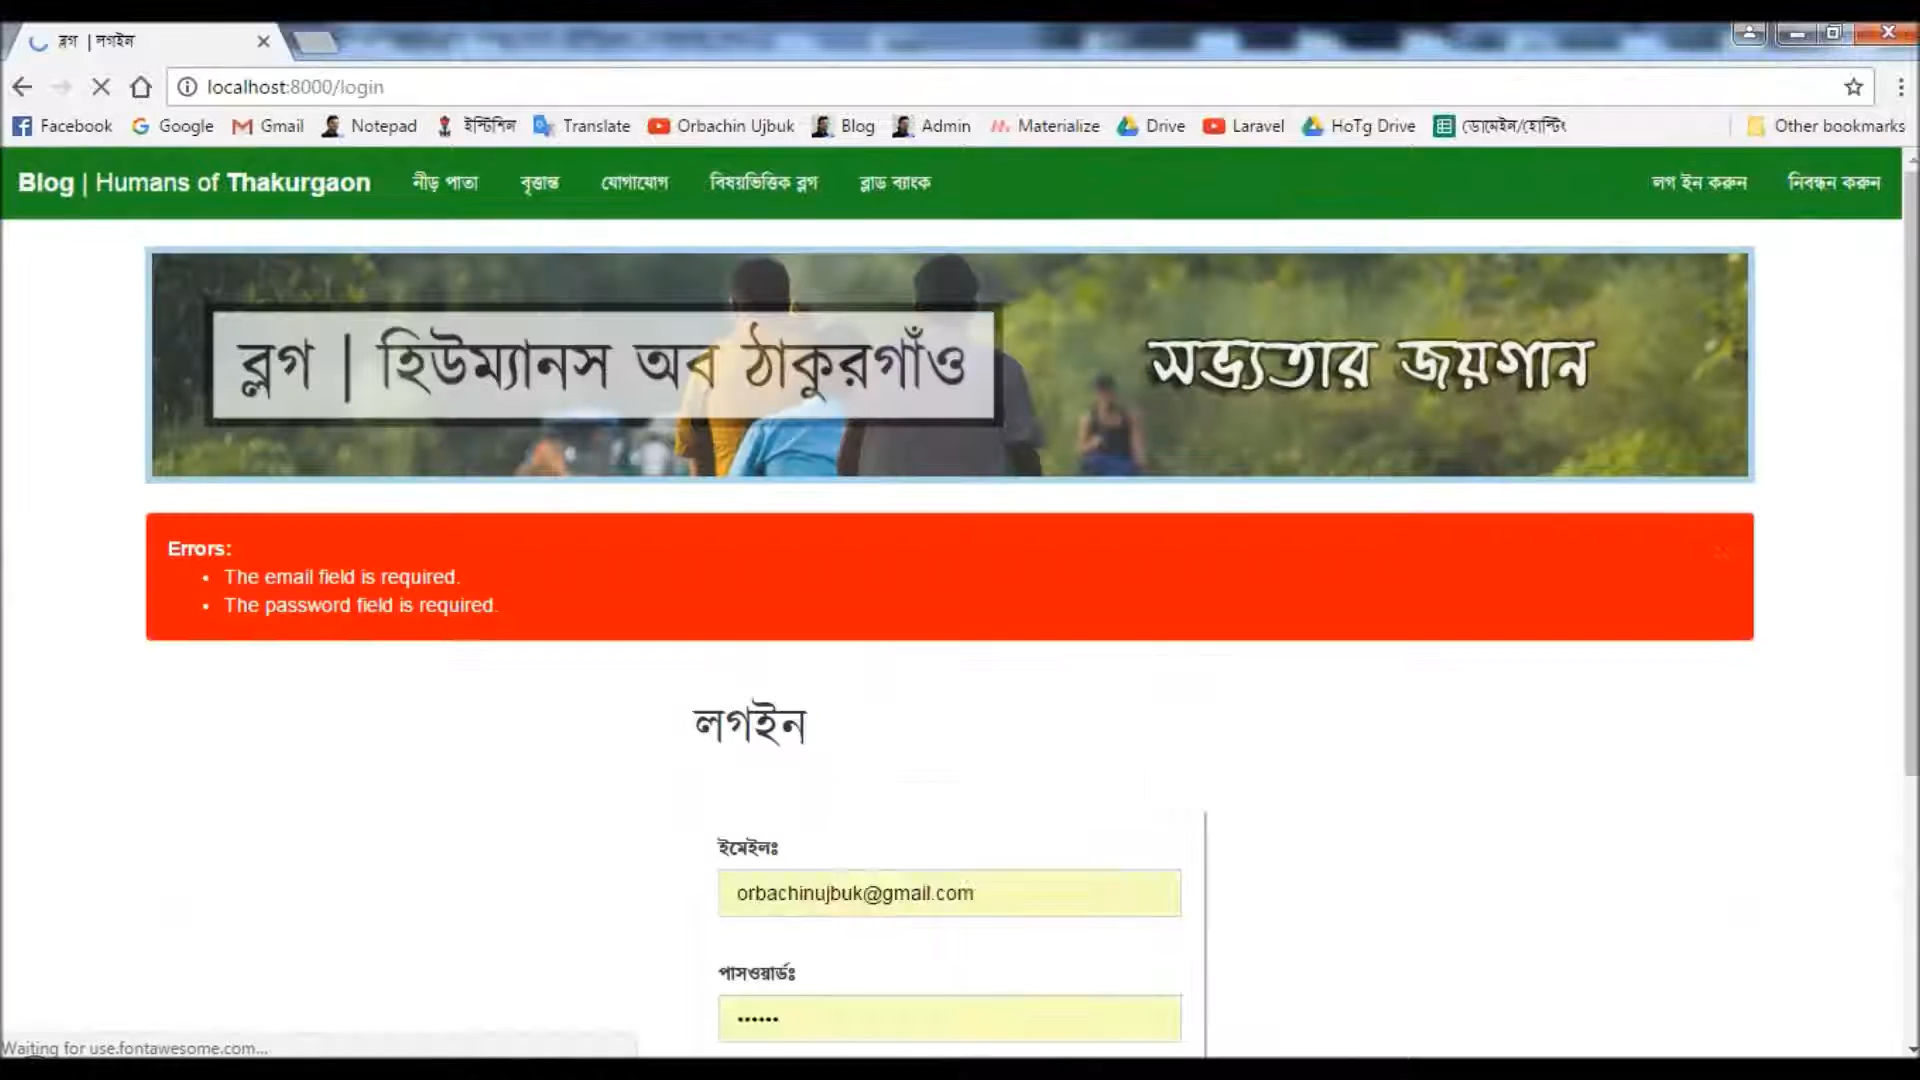 ব্লগ | লগইন
localhost:8000/login
Facebook Google Gmail Notepad ইন্সটিশিল Translate Orbachin Ujbuk Blog Admin Materialize Drive Laravel HoTg Drive ডোমেইন/হোস্টিং Other bookmarks
Blog | Humans of Thakurgaon নীড় পাতা বৃত্তান্ত যোগাযোগ বিষয়ভিত্তিক ব্লগ ব্লাড ব্যাংক লগ ইন করুন নিবন্ধন করুন
ব্লগ | হিউম্যানস অব ঠাকুরগাঁও সভ্যতার জয়গান
Errors:
The email field is required.
The password field is required.
লগইন
ইমেইলঃ
orbachinujbuk@gmail.com
পাসওয়ার্ডঃ
••••••
Waiting for use.fontawesome.com...